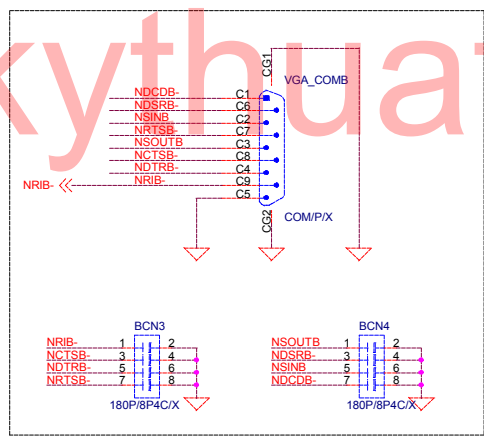 kythuat
CG1
VGA_COMB
NDCDB- C1
NDSRB- C6
NSINB C2
NRTSB- C7
NSOUTB C3
NCTSB- C8
NDTRB- C4
NRIB- NRIB- C9
C5
CG2
COM/P/X
BCN3
NRIB- 1 2
NCTSB- 3 4
NDTRB- 5 6
NRTSB- 7 8
180P/8P4C/X
BCN4
NSOUTB 1 2
NDSRB- 3 4
NSINB 5 6
NDCDB- 7 8
180P/8P4C/X